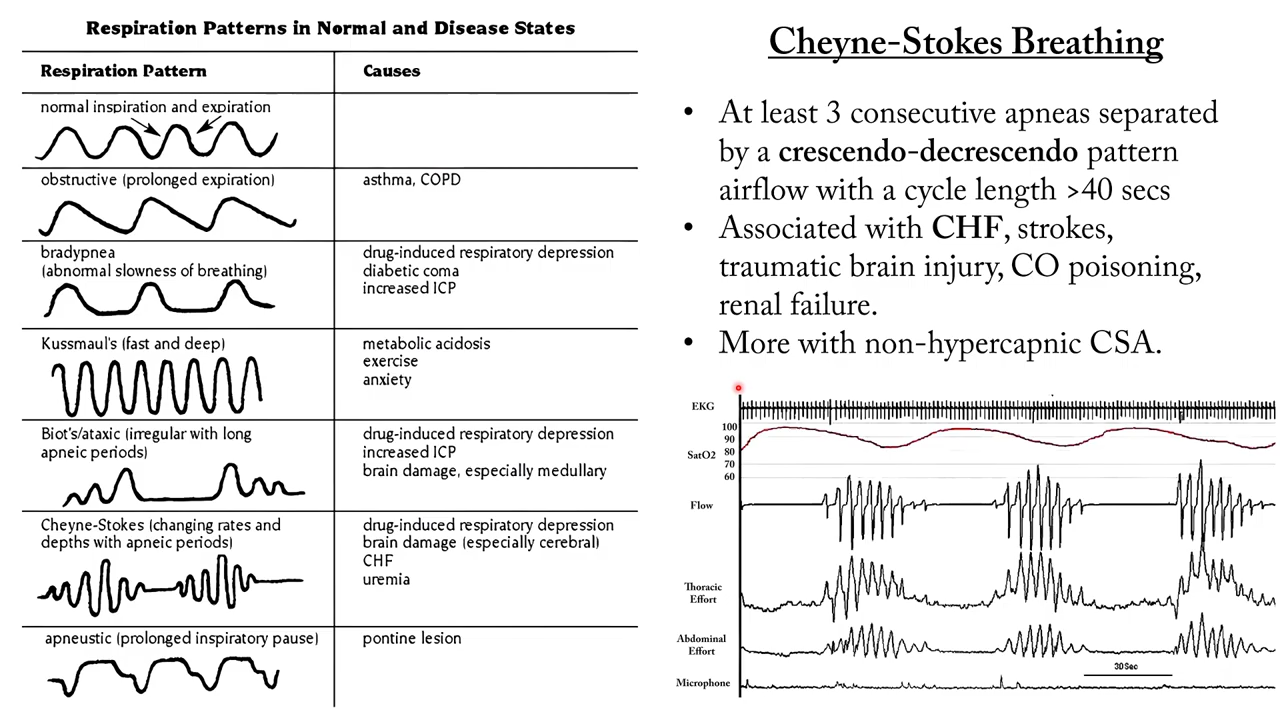 Respiration Patterns in Normal and Disease States
Respiration Pattern
Causes
normal inspiration and expiration
obstructive (prolonged expiration)
asthma, COPD
bradypnea
(abnormal slowness of breathing)
drug-induced respiratory depression
diabetic coma
increased ICP
Kussmaul's (fast and deep)
metabolic acidosis
exercise
anxiety
Biot's/ataxic (irregular with long
apneic periods)
drug-induced respiratory depression
increased ICP
brain damage, especially medullary
Cheyne-Stokes (changing rates and
depths with apneic periods)
drug-induced respiratory depression
brain damage (especially cerebral)
CHF
uremia
apneustic (prolonged inspiratory pause)
pontine lesion
Cheyne-Stokes Breathing
• At least 3 consecutive apneas separated
by a crescendo-decrescendo pattern
airflow with a cycle length >40 secs
• Associated with CHF, strokes,
traumatic brain injury, CO poisoning,
renal failure.
• More with non-hypercapnic CSA.
EKG
100
90
80
70
60
SatO2
Flow
Thoracic
Effort
Abdominal
Effort
30Sec
Microphone